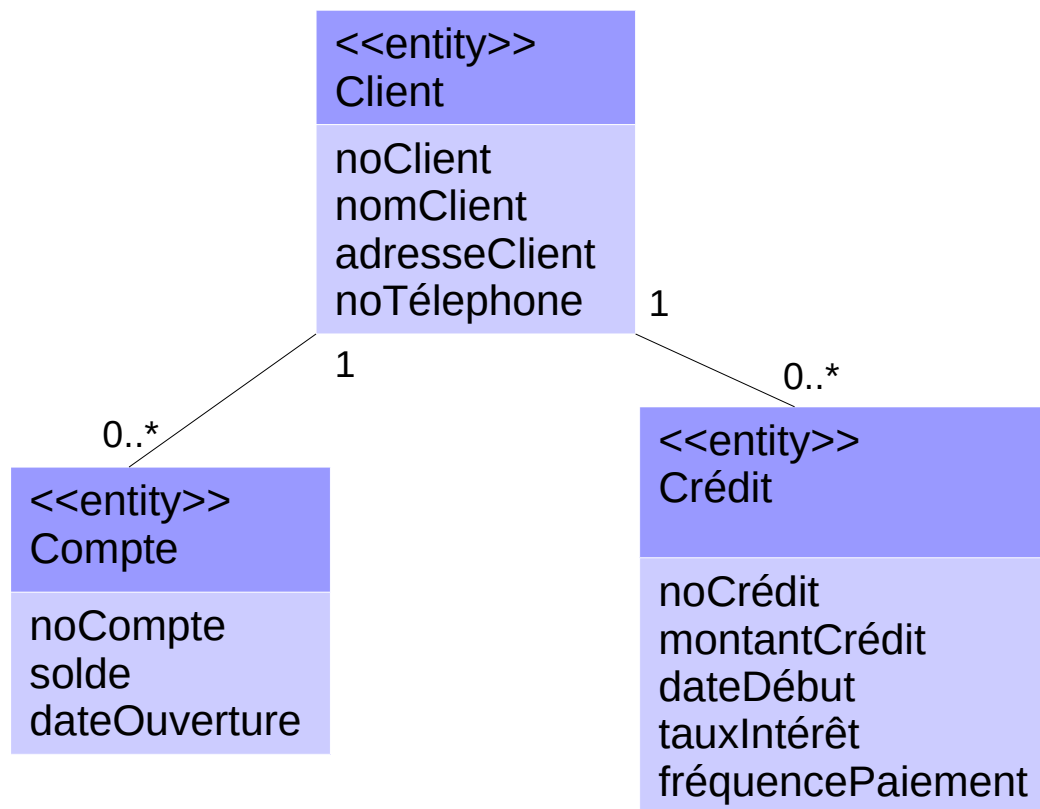 <<entity>>
Client
noClient
nomClient
adresseClient
noTélephone
1
1
0..*
0..*
<<entity>>
Compte
noCompte
solde
dateOuverture
<<entity>>
Crédit
noCrédit
montantCrédit
dateDébut
tauxIntérêt
fréquencePaiement